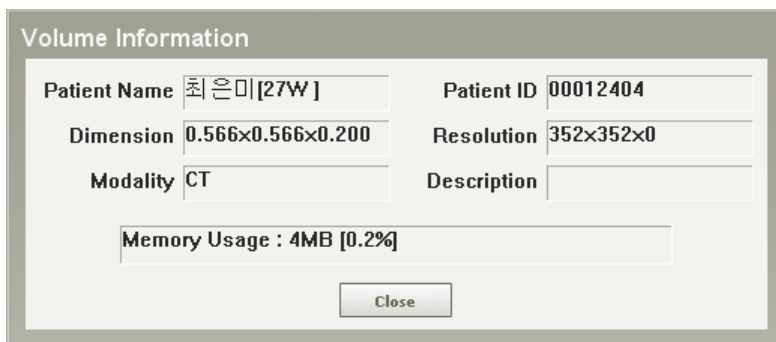 Volume Information
Patient Name 최은미[27W ] Patient ID 00012404
Dimension 0.566x0.566x0.200 Resolution 352x352x0
Modality CT Description
Memory Usage : 4MB [0.2%]
Close